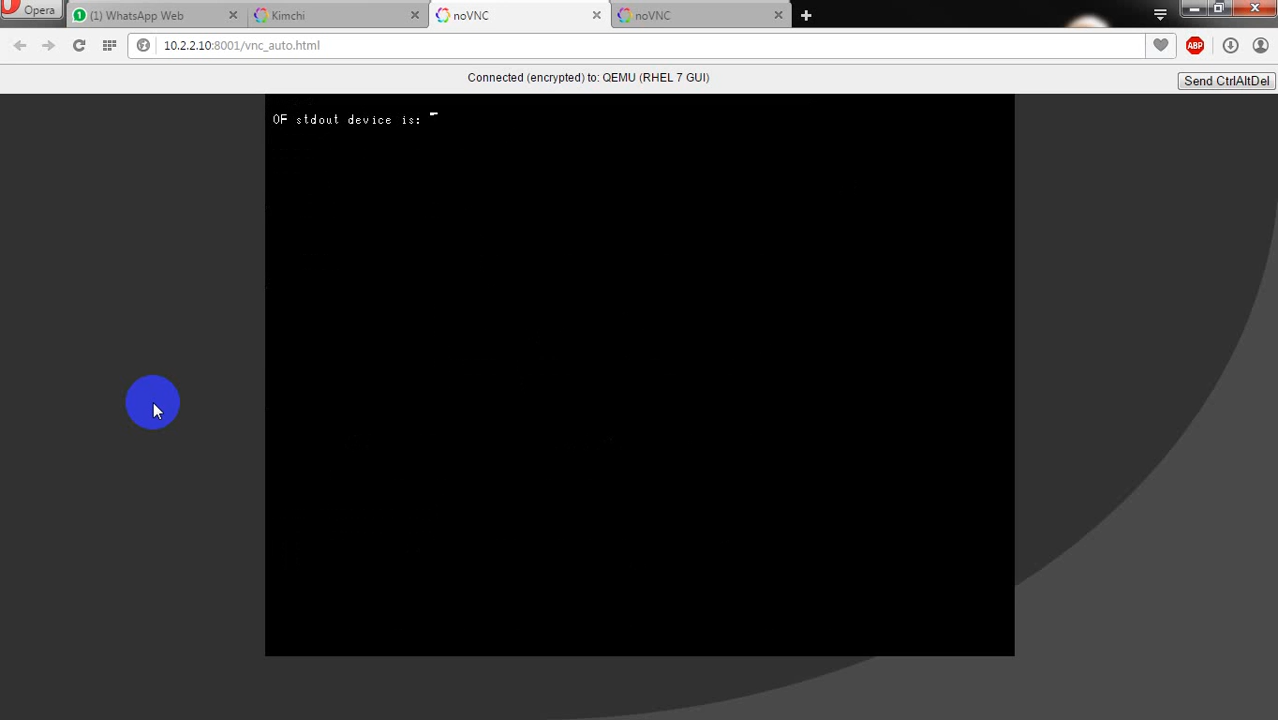 Opera
(1) WhatsApp Web
Kimchi
noVNC
noVNC
10.2.2.10:8001/vnc_auto.html
ABP
Connected (encrypted) to: QEMU (RHEL 7 GUI)
Send CtrlAltDel
OF stdout device is: